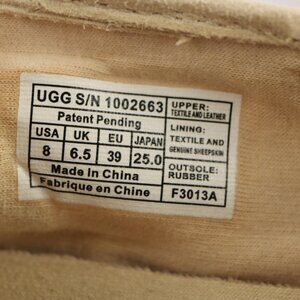 UGG S/N 1002663
Patent Pending
USA UK EU JAPAN
8 6.5 39 25.0
Made in China
Fabrique en Chine
UPPER:
TEXTILE AND LEATHER
LINING:
TEXTILE AND
GENUINE SHEEPSKIN
OUTSOLE:
RUBBER
F3013A